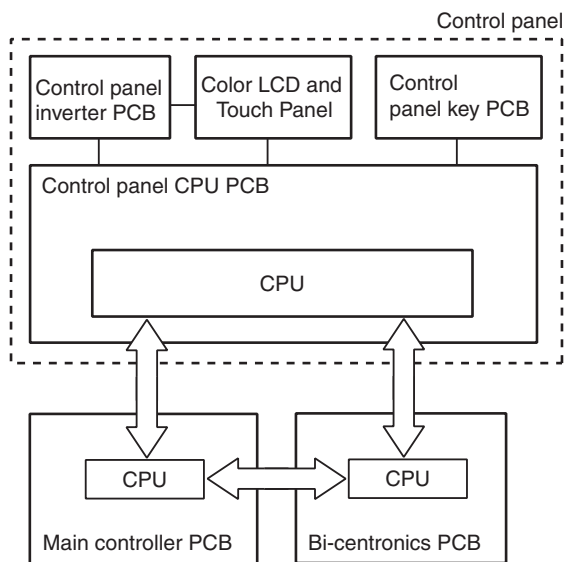 Control panel
Control panel
inverter PCB
Color LCD and
Touch Panel
Control
panel key PCB
Control panel CPU PCB
CPU
CPU
CPU
Main controller PCB
Bi-centronics PCB